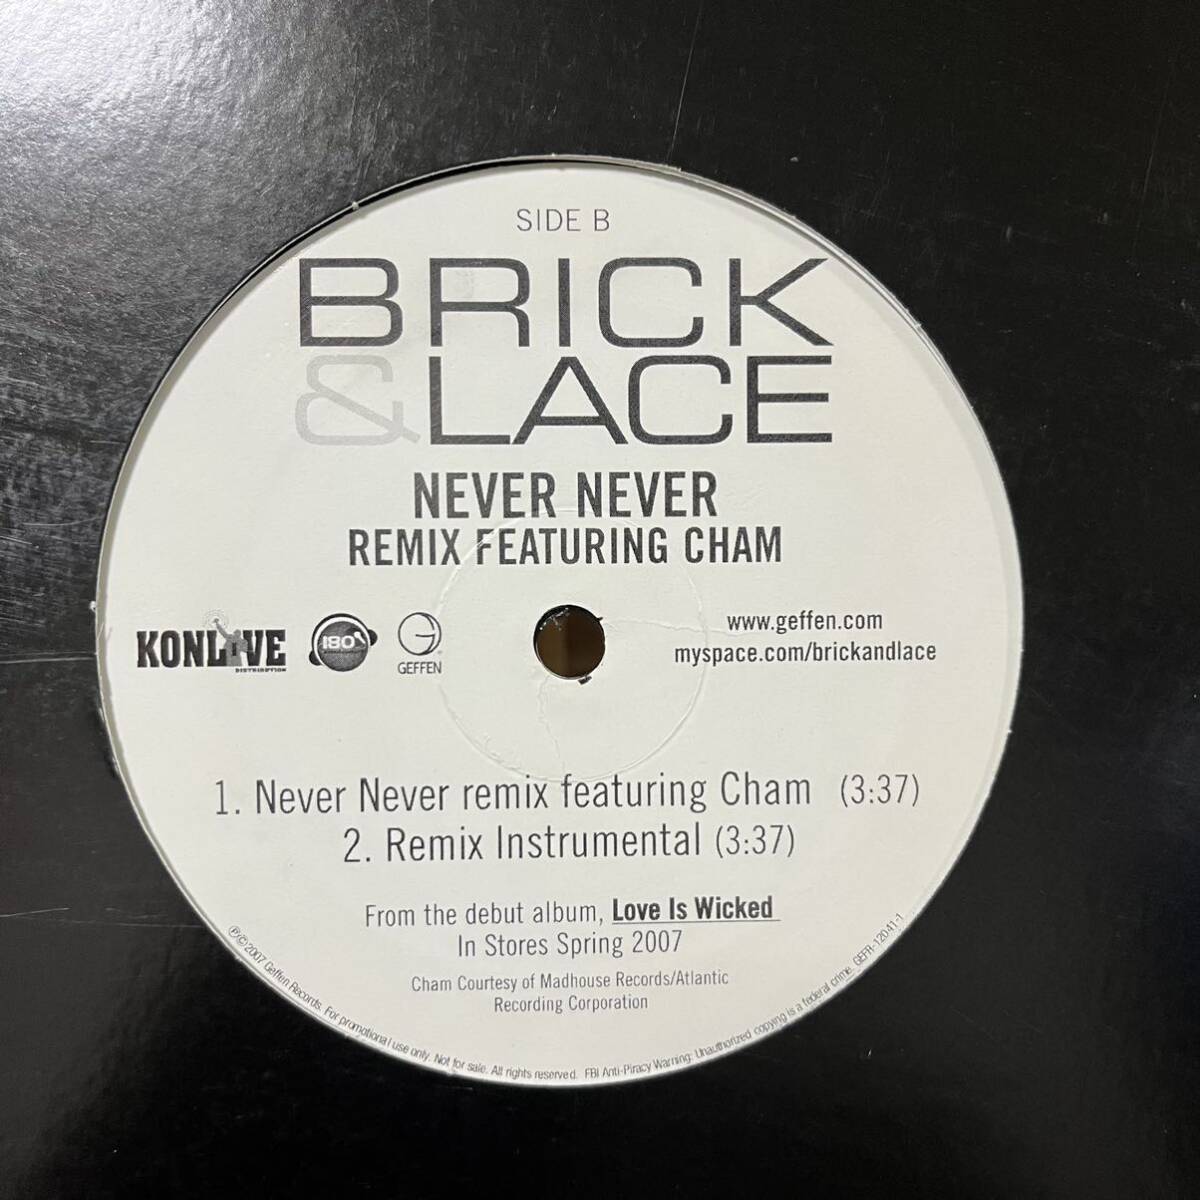 SIDE B
BRICK
&LACE
NEVER NEVER
REMIX FEATURING CHAM
KONLIVE
DISTRIBUTION
180
GEFFEN
www.geffen.com
myspace.com/brickandlace
1. Never Never remix featuring Cham (3:37)
2. Remix Instrumental (3:37)
From the debut album, Love Is Wicked
In Stores Spring 2007
Cham Courtesy of Madhouse Records/Atlantic
Recording Corporation
℗©2007 Geffen Records. For promotional use only. Not for sale. All rights reserved. FBI Anti-Piracy Warning: Unauthorized copying is a federal crime. GEFR-12041-1